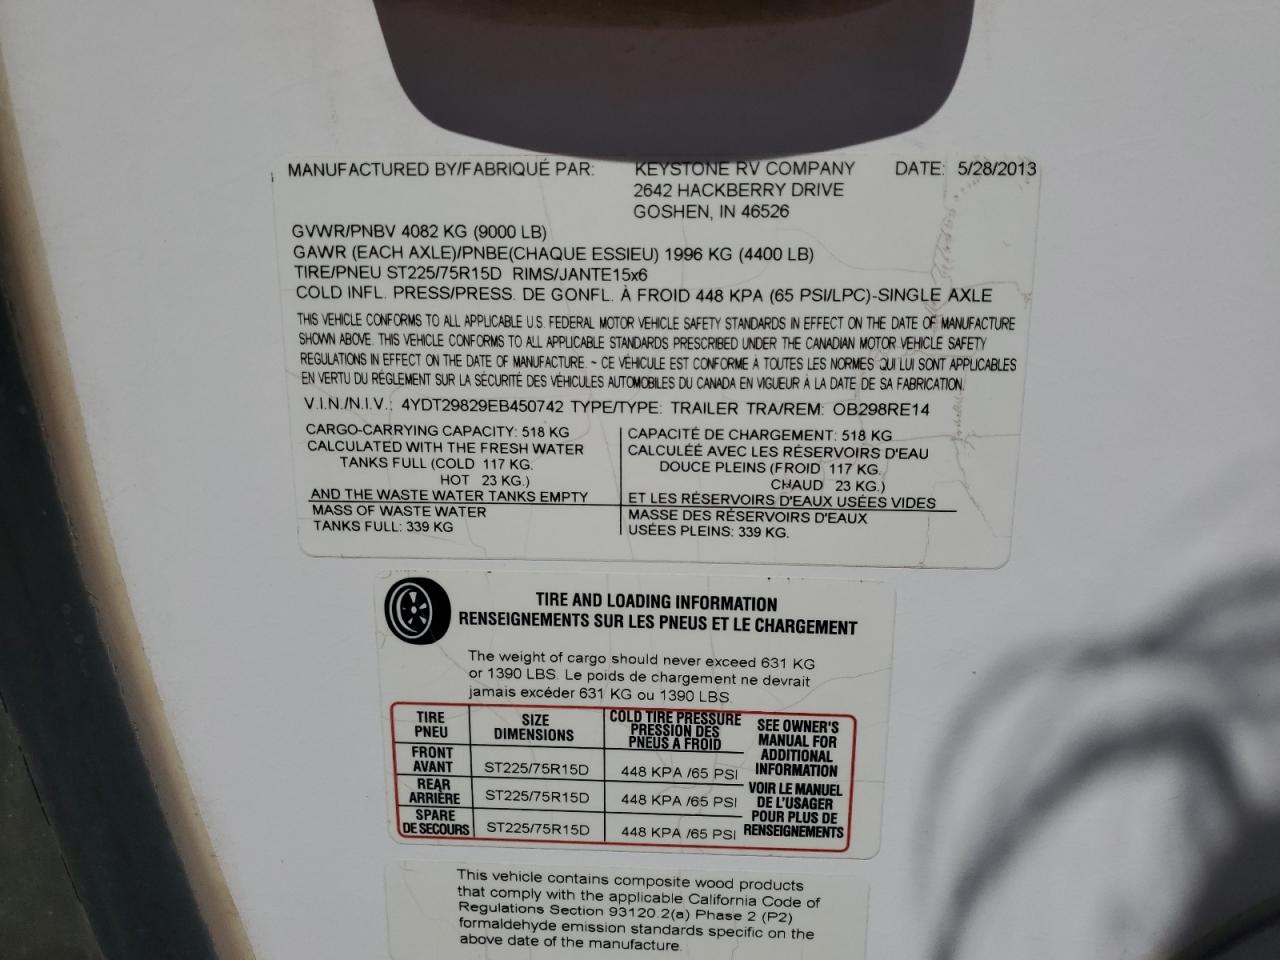 MANUFACTURED BY/FABRIQUÉ PAR: KEYSTONE RV COMPANY DATE: 5/28/2013
2642 HACKBERRY DRIVE
GOSHEN, IN 46526
GVWR/PNBV 4082 KG (9000 LB)
GAWR (EACH AXLE)/PNBE(CHAQUE ESSIEU) 1996 KG (4400 LB)
TIRE/PNEU ST225/75R15D RIMS/JANTE15x6
COLD INFL. PRESS/PRESS. DE GONFL. À FROID 448 KPA (65 PSI/LPC)-SINGLE AXLE
THIS VEHICLE CONFORMS TO ALL APPLICABLE U.S. FEDERAL MOTOR VEHICLE SAFETY STANDARDS IN EFFECT ON THE DATE OF MANUFACTURE
SHOWN ABOVE. THIS VEHICLE CONFORMS TO ALL APPLICABLE STANDARDS PRESCRIBED UNDER THE CANADIAN MOTOR VEHICLE SAFETY
REGULATIONS IN EFFECT ON THE DATE OF MANUFACTURE. ~ CE VÉHICULE EST CONFORME À TOUTES LES NORMES QUI LUI SONT APPLICABLES
EN VERTU DU RÉGLEMENT SUR LA SÉCURITÉ DES VÉHICLES AUTOMOBILES DU CANADA EN VIGUEUR À LA DATE DE SA FABRICATION.
V.I.N./N.I.V.: 4YDT29829EB450742 TYPE/TYPE: TRAILER TRA/REM: OB298RE14
CARGO-CARRYING CAPACITY: 518 KG
CALCULATED WITH THE FRESH WATER
TANKS FULL (COLD 117 KG.
HOT 23 KG.)
AND THE WASTE WATER TANKS EMPTY
MASS OF WASTE WATER
TANKS FULL: 339 KG
CAPACITÉ DE CHARGEMENT: 518 KG
CALCULÉE AVEC LES RÉSERVOIRS D'EAU
DOUCE PLEINS (FROID 117 KG.
CHAUD 23 KG.)
ET LES RÉSERVOIRS D'EAUX USÉES VIDES
MASSE DES RÉSERVOIRS D'EAUX
USÉES PLEINS: 339 KG.
TIRE AND LOADING INFORMATION
RENSEIGNEMENTS SUR LES PNEUS ET LE CHARGEMENT
The weight of cargo should never exceed 631 KG
or 1390 LBS. Le poids de chargement ne devrait
jamais excéder 631 KG ou 1390 LBS.
TIRE
PNEU
SIZE
DIMENSIONS
COLD TIRE PRESSURE
PRESSION DES
PNEUS A FROID
FRONT
AVANT
ST225/75R15D
448 KPA /65 PSI
REAR
ARRIÈRE
ST225/75R15D
448 KPA /65 PSI
SPARE
DE SECOURS
ST225/75R15D
448 KPA /65 PSI
SEE OWNER'S
MANUAL FOR
ADDITIONAL
INFORMATION
VOIR LE MANUEL
DE L'USAGER
POUR PLUS DE
RENSEIGNEMENTS
This vehicle contains composite wood products
that comply with the applicable California Code of
Regulations Section 93120.2(a) Phase 2 (P2)
formaldehyde emission standards specific on the
above date of the manufacture.